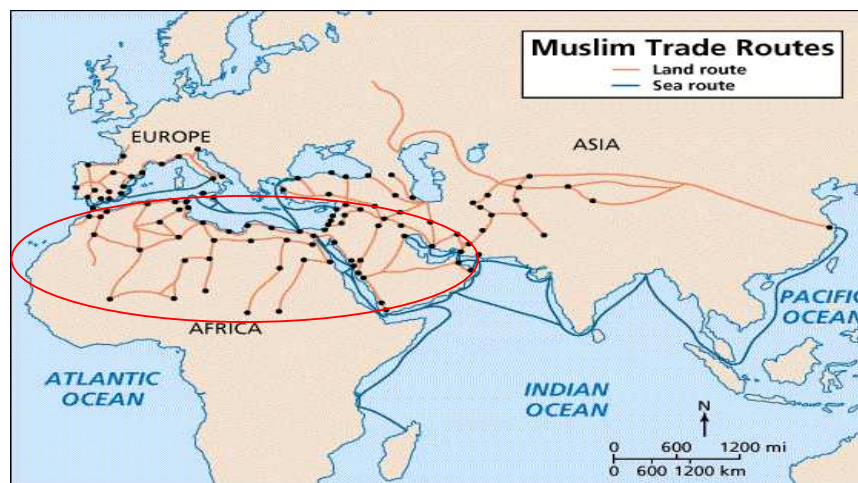 Muslim Trade Routes
Land route
Sea route
EUROPE
ASIA
AFRICA
PACIFIC
OCEAN
ATLANTIC
OCEAN
INDIAN
OCEAN
N
0 600 1200 mi
0 600 1200 km